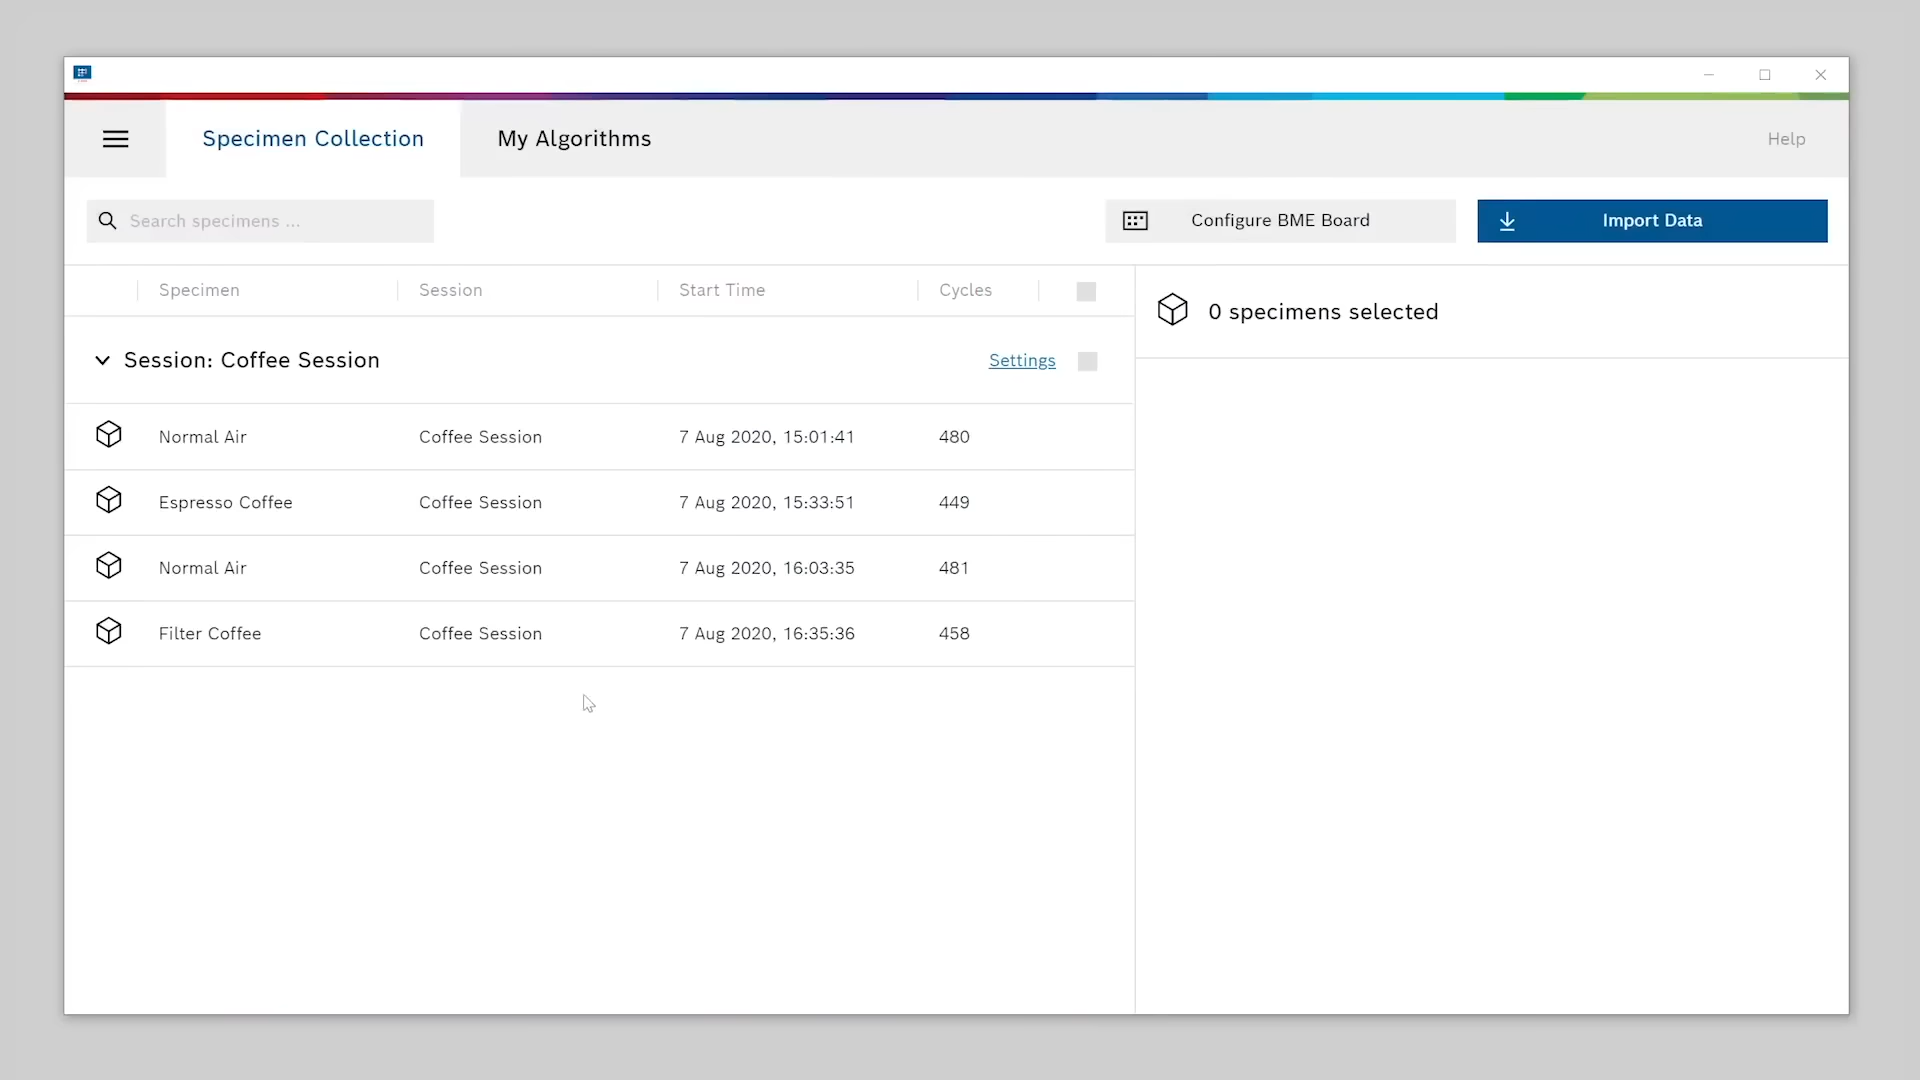 Specimen Collection
My Algorithms
Help
Search specimens ...
Configure BME Board
Import Data
Specimen Session Start Time Cycles
0 specimens selected
Session: Coffee Session Settings
Normal Air Coffee Session 7 Aug 2020, 15:01:41 480
Espresso Coffee Coffee Session 7 Aug 2020, 15:33:51 449
Normal Air Coffee Session 7 Aug 2020, 16:03:35 481
Filter Coffee Coffee Session 7 Aug 2020, 16:35:36 458